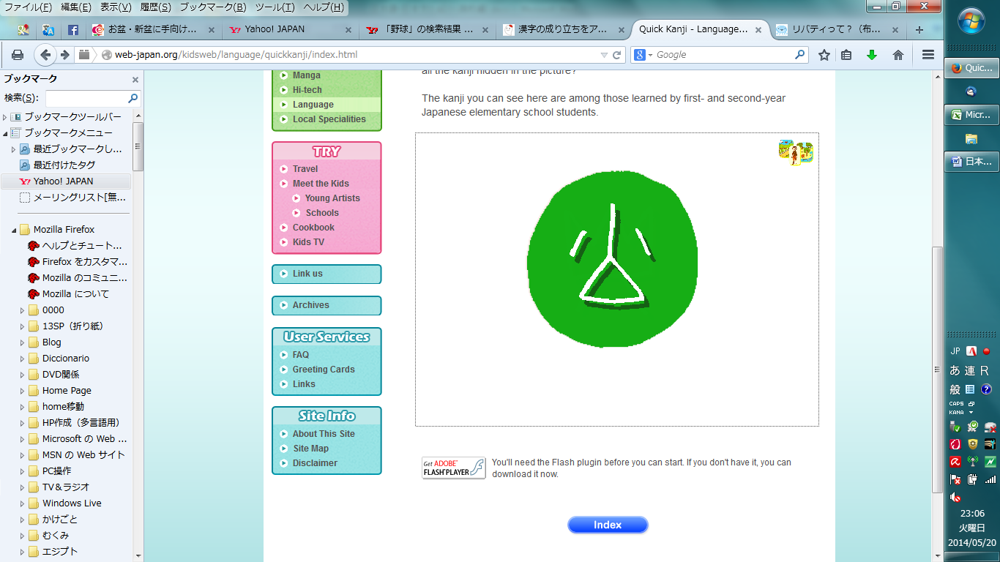 ファイル(F) 編集(E) 表示(V) 履歴(S) ブックマーク(B) ツール(T) ヘルプ(H)
お盆・新盆に手向け… Yahoo! JAPAN 「野球」の検索結果 … 漢字の成り立ちをア… Quick Kanji - Language... リバティって？（布…
web-japan.org/kidsweb/language/quickkanji/index.html
Google
ブックマーク
検索(S):
ブックマークツールバー
ブックマークメニュー
最近ブックマークし...
最近付けたタグ
Yahoo! JAPAN
メーリングリスト[無...
Mozilla Firefox
ヘルプとチュート...
Firefox をカスタマ...
Mozilla のコミュニ...
Mozilla について
0000
13SP（折り紙）
Blog
Diccionario
DVD関係
Home Page
home移動
HP作成（多言語用）
Microsoft の Web ...
MSN の Web サイト
PC操作
TV＆ラジオ
Windows Live
かけごと
むくみ
エジプト
Manga
Hi-tech
Language
Local Specialities
TRY
Travel
Meet the Kids
Young Artists
Schools
Cookbook
Kids TV
Link us
Archives
User Services
FAQ
Greeting Cards
Links
Site Info
About This Site
Site Map
Disclaimer
all the kanji hidden in the picture?
The kanji you can see here are among those learned by first- and second-year
Japanese elementary school students.
Get ADOBE FLASH PLAYER
You'll need the Flash plugin before you can start. If you don't have it, you can
download it now.
Index
Quic...
Micr...
日本...
JP
あ 連 R
般
CAPS
KANA
23:06
火曜日
2014/05/20